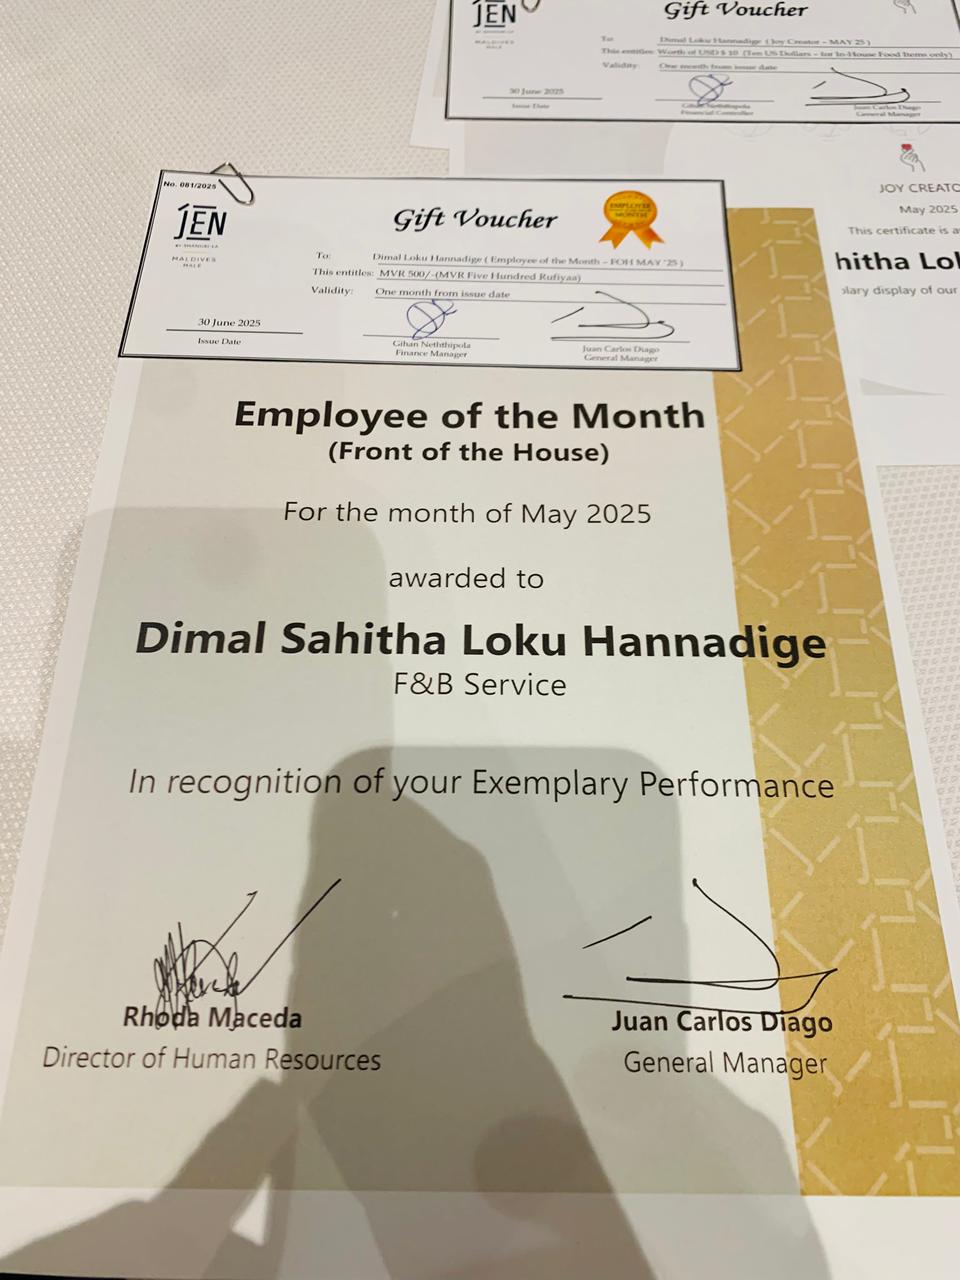 JEN
MALDIVES
MALE
Gift Voucher
To: Dimal Loku Hannadige ( Joy Creator – MAY 25 )
This entitles: Worth of USD $ 10 (Ten US Dollars – for In-House Food Items only)
Validity: One month from issue date
30 June 2025
Issue Date
Gihan Neththipola
Financial Controller
Juan Carlos Diago
General Manager
JOY CREATO
May 2025
This certificate is a
hitha Lol
plary display of our
No. 081/2025
JEN
BY SHANGRI-LA
MALDIVES
MALE
Gift Voucher
EMPLOYEE
MONTH
To: Dimal Loku Hannadige ( Employee of the Month – FOH MAY '25 )
This entitles: MVR 500/-(MVR Five Hundred Rufiyaa)
Validity: One month from issue date
30 June 2025
Issue Date
Gihan Neththipola
Finance Manager
Juan Carlos Diago
General Manager
Employee of the Month
(Front of the House)
For the month of May 2025
awarded to
Dimal Sahitha Loku Hannadige
F&B Service
In recognition of your Exemplary Performance
Rhoda Maceda
Director of Human Resources
Juan Carlos Diago
General Manager